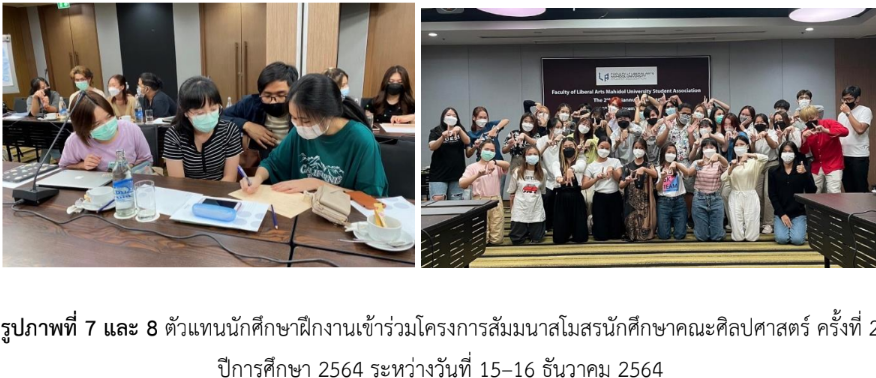 Faculty of Liberal Arts Mahidol University Student Association
รูปภาพที่ 7 และ 8 ตัวแทนนักศึกษาฝึกงานเข้าร่วมโครงการสัมมนาสโมสรนักศึกษาคณะศิลปศาสตร์ ครั้งที่ 2
ปีการศึกษา 2564 ระหว่างวันที่ 15–16 ธันวาคม 2564